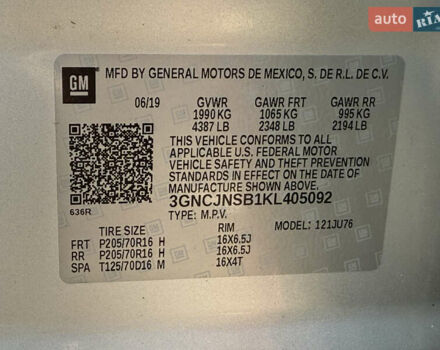 auto RIA
GM
MFD BY GENERAL MOTORS DE MEXICO, S. DE R.L. DE C.V.
06/19 GVWR GAWR FRT GAWR RR
1990 KG 1065 KG 995 KG
4387 LB 2348 LB 2194 LB
THIS VEHICLE CONFORMS TO ALL
APPLICABLE U.S. FEDERAL MOTOR
VEHICLE SAFETY AND THEFT PREVENTION
STANDARDS IN EFFECT ON THE DATE OF
MANUFACTURE SHOWN ABOVE.
3GNCJNSB1KL405092
636R TYPE: M.P.V. MODEL: 121JU76
TIRE SIZE RIM
FRT P205/70R16 H 16X6.5J
RR P205/70R16 H 16X6.5J
SPA T125/70D16 M 16X4T